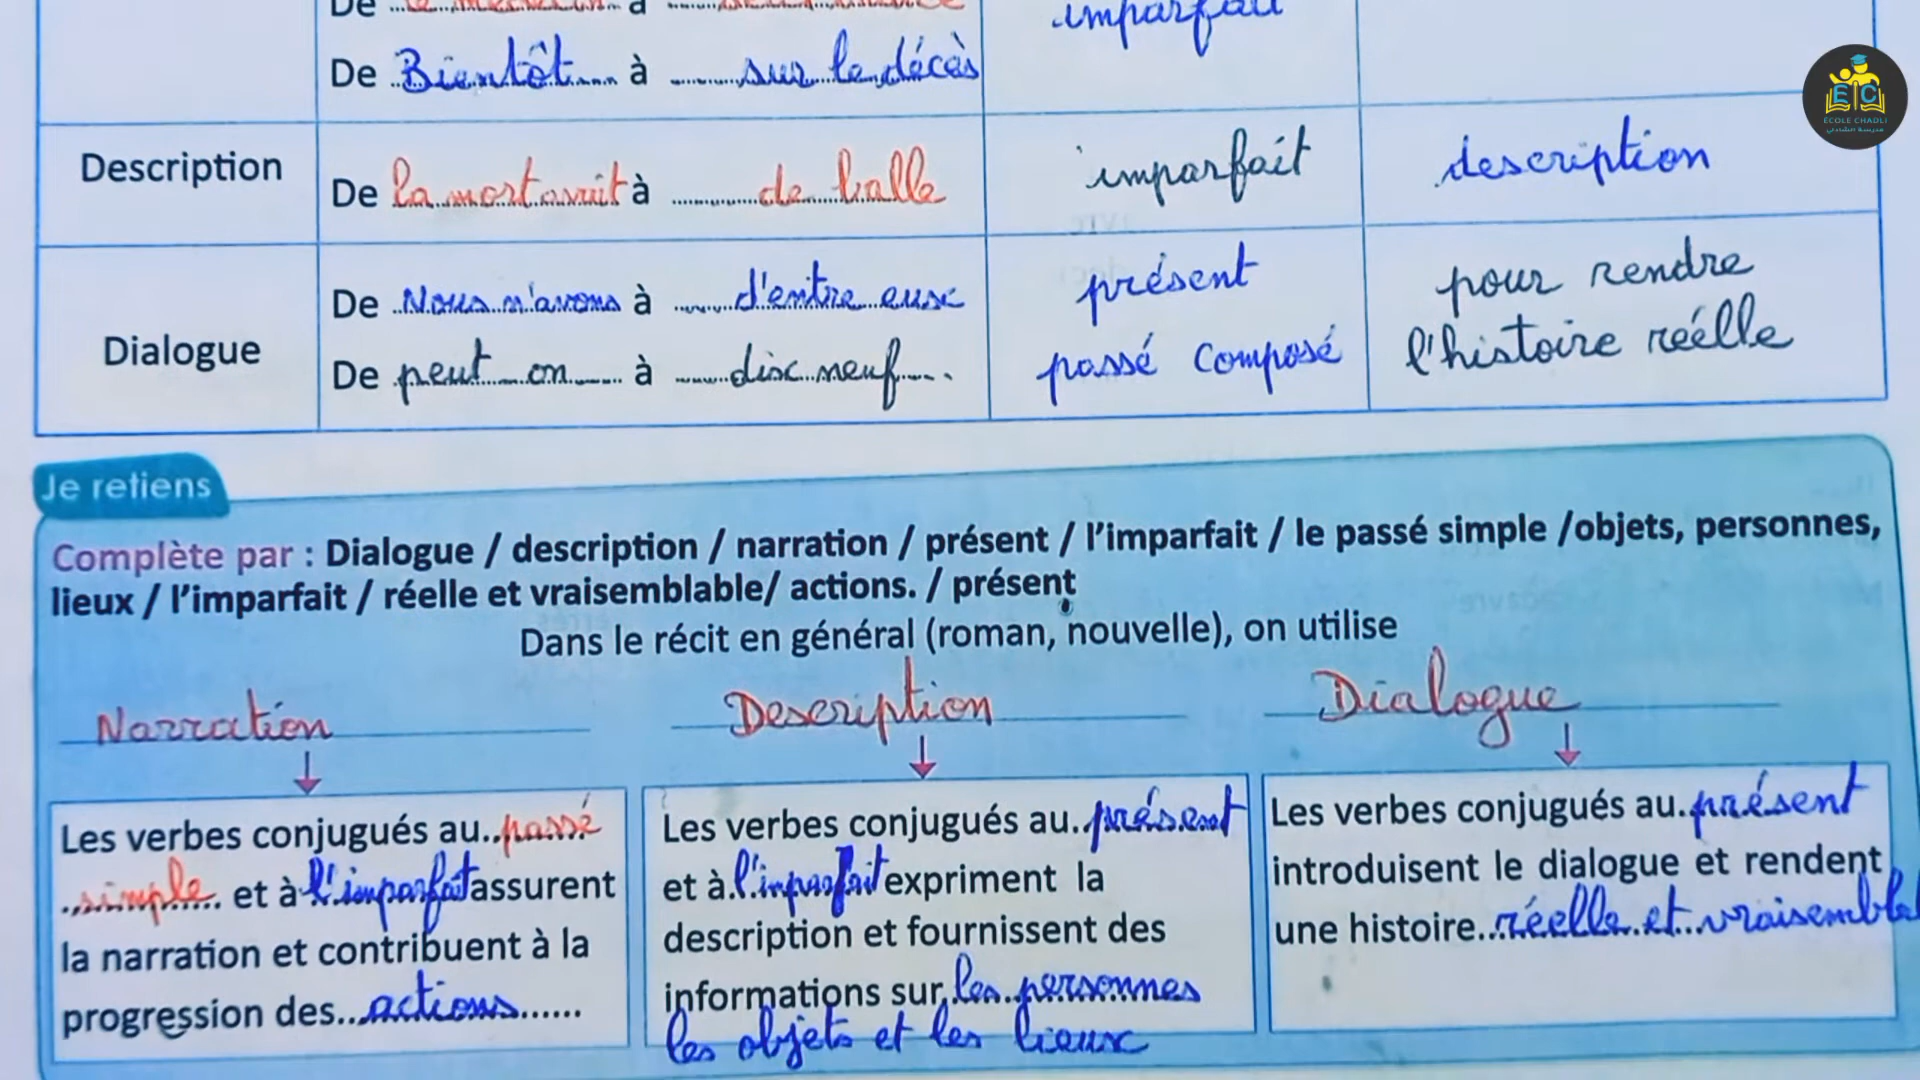 imparfait
De Bientôt à sur le décès
Description
De la mort avait à de balle
imparfait
description
Dialogue
De Nous n'avons à d'entre eux
De peut on à dix neuf
présent
passé composé
pour rendre
l'histoire réélle
Je retiens
Complète par : Dialogue / description / narration / présent / l'imparfait / le passé simple /objets, personnes,
lieux / l'imparfait / réelle et vraisemblable/ actions. / présent
Dans le récit en général (roman, nouvelle), on utilise
Narration
Description
Dialogue
Les verbes conjugués au..passé
simple et à l'imparfait assurent
la narration et contribuent à la
progression des...actions......
Les verbes conjugués au..présent
et à l'imparfait expriment la
description et fournissent des
informations sur les personnes
les objets et les lieux
Les verbes conjugués au..présent
introduisent le dialogue et rendent
une histoire...réelle et vraisembla
ÉCOLE CHADLI
مدرسة الشاذلي